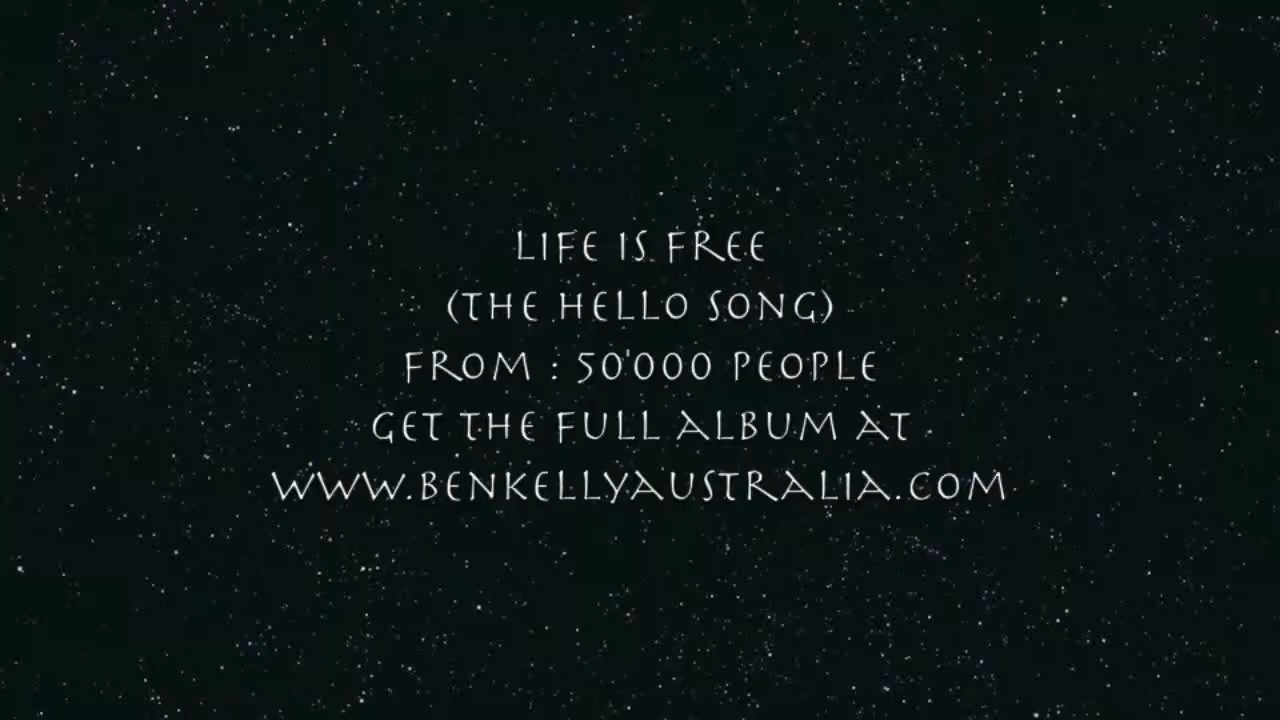 LIFE IS FREE
(THE HELLO SONG)
FROM : 50'000 PEOPLE
GET THE FULL ALBUM AT
WWW.BENKELLYAUSTRALIA.COM